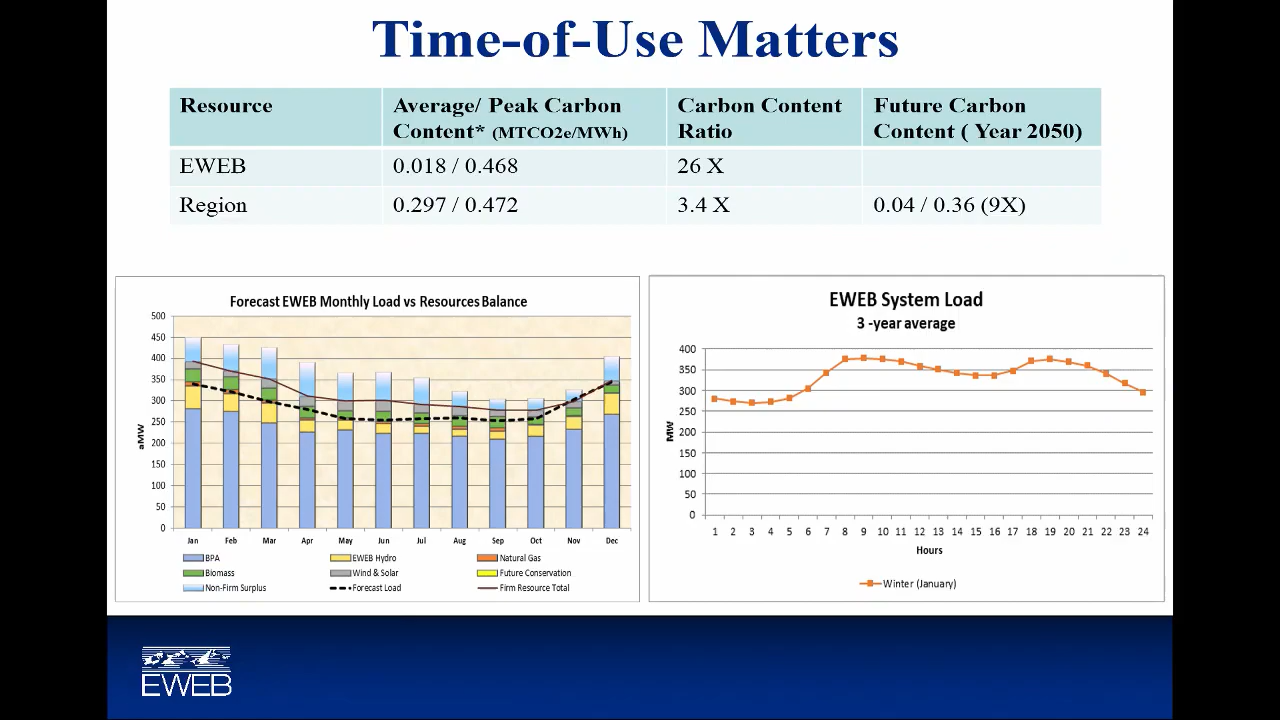 Time-of-Use Matters
Resource
Average/ Peak Carbon
Content* (MTCO2e/MWh)
Carbon Content
Ratio
Future Carbon
Content ( Year 2050)
EWEB
0.018 / 0.468
26 X
Region
0.297 / 0.472
3.4 X
0.04 / 0.36 (9X)
Forecast EWEB Monthly Load vs Resources Balance
500
450
400
350
300
250
200
150
100
50
0
aMW
Jan Feb Mar Apr May Jun Jul Aug Sep Oct Nov Dec
BPA EWEB Hydro Natural Gas
Biomass Wind & Solar Future Conservation
Non-Firm Surplus Forecast Load Firm Resource Total
EWEB System Load
3 -year average
400
350
300
250
200
150
100
50
0
MW
1 2 3 4 5 6 7 8 9 10 11 12 13 14 15 16 17 18 19 20 21 22 23 24
Hours
Winter (January)
EWEB